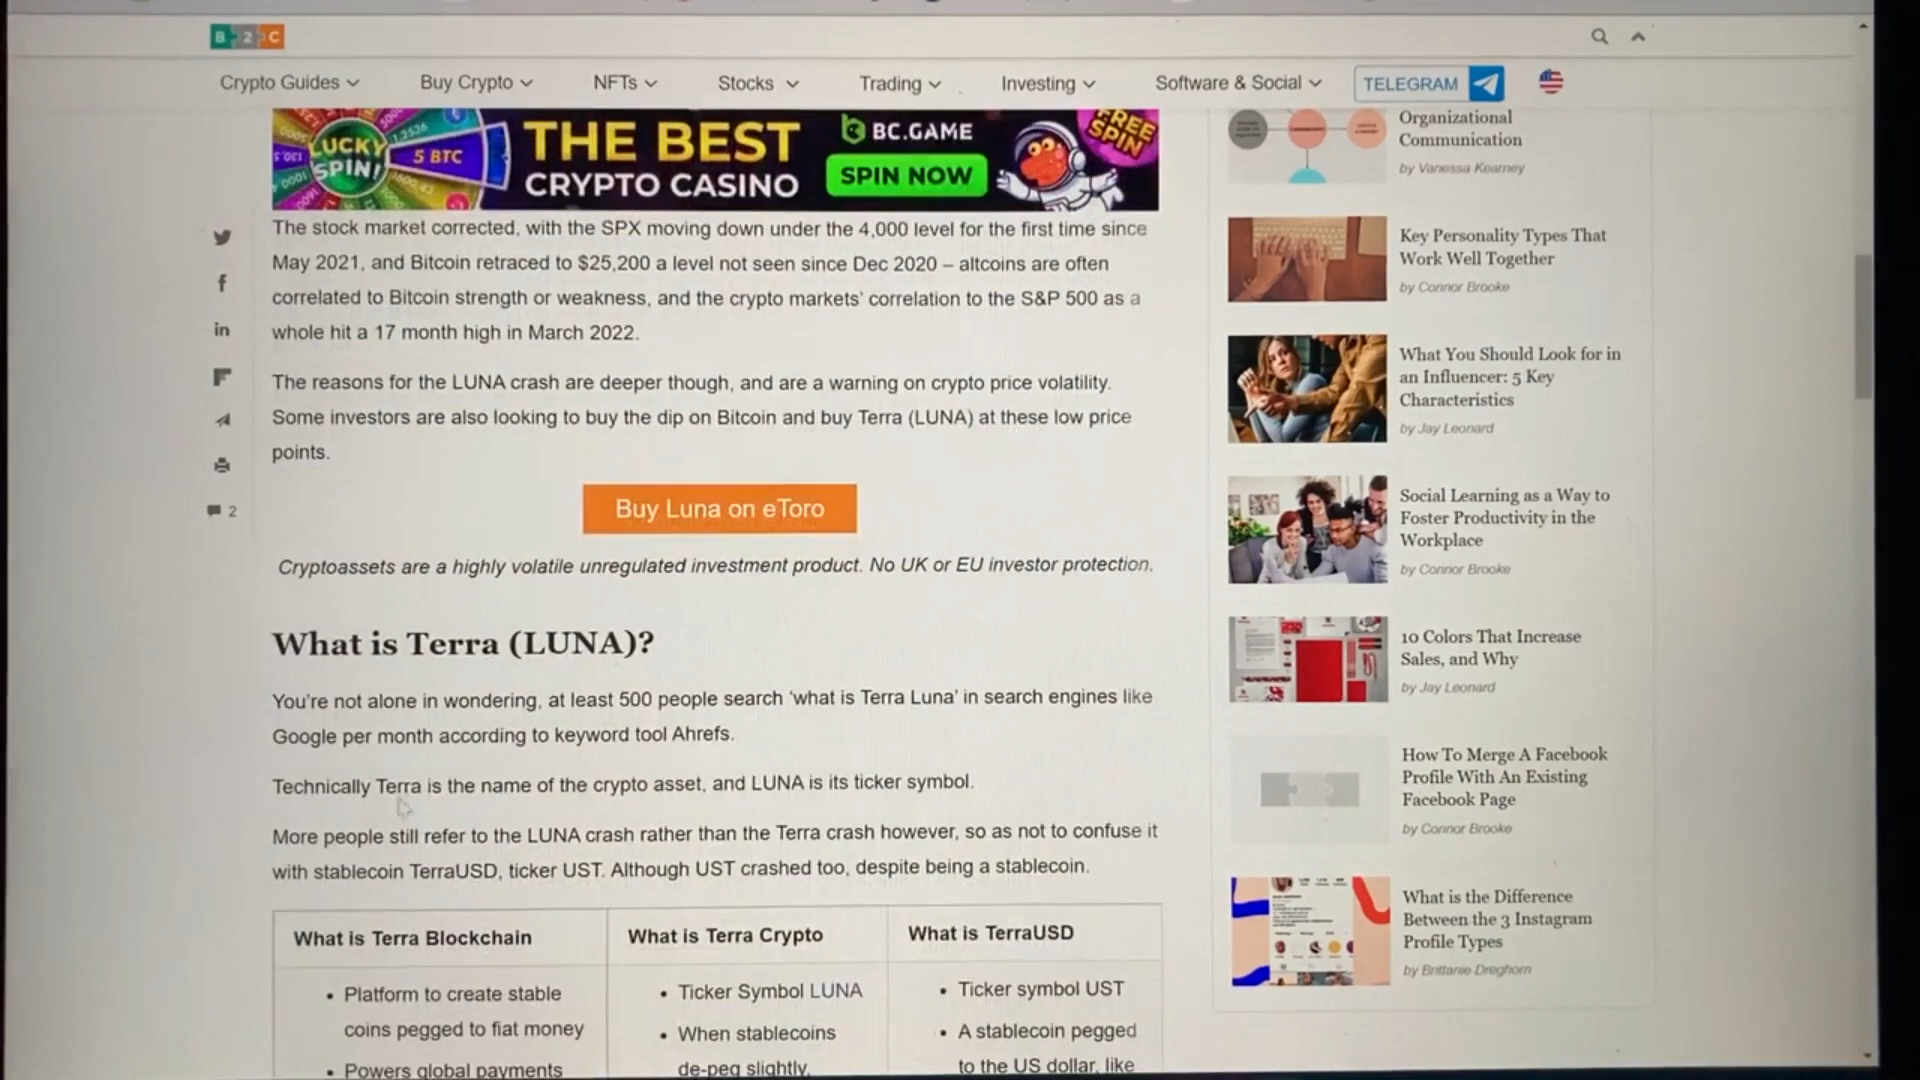 B 2 C
Crypto Guides
Buy Crypto
NFTs
Stocks
Trading
Investing
Software & Social
TELEGRAM
LUCKY
SPIN!
5 BTC
THE BEST
CRYPTO CASINO
BC.GAME
SPIN NOW
FREE
SPIN
The stock market corrected, with the SPX moving down under the 4,000 level for the first time since
May 2021, and Bitcoin retraced to $25,200 a level not seen since Dec 2020 – altcoins are often
correlated to Bitcoin strength or weakness, and the crypto markets' correlation to the S&P 500 as a
whole hit a 17 month high in March 2022.
The reasons for the LUNA crash are deeper though, and are a warning on crypto price volatility.
Some investors are also looking to buy the dip on Bitcoin and buy Terra (LUNA) at these low price
points.
2
Buy Luna on eToro
Cryptoassets are a highly volatile unregulated investment product. No UK or EU investor protection.
What is Terra (LUNA)?
You're not alone in wondering, at least 500 people search 'what is Terra Luna' in search engines like
Google per month according to keyword tool Ahrefs.
Technically Terra is the name of the crypto asset, and LUNA is its ticker symbol.
More people still refer to the LUNA crash rather than the Terra crash however, so as not to confuse it
with stablecoin TerraUSD, ticker UST. Although UST crashed too, despite being a stablecoin.
What is Terra Blockchain
• Platform to create stable
coins pegged to fiat money
• Powers global payments
What is Terra Crypto
• Ticker Symbol LUNA
• When stablecoins
de-peg slightly,
What is TerraUSD
• Ticker symbol UST
• A stablecoin pegged
to the US dollar, like
Organizational
Communication
by Vanessa Kearney
Key Personality Types That
Work Well Together
by Connor Brooke
What You Should Look for in
an Influencer: 5 Key
Characteristics
by Jay Leonard
Social Learning as a Way to
Foster Productivity in the
Workplace
by Connor Brooke
10 Colors That Increase
Sales, and Why
by Jay Leonard
How To Merge A Facebook
Profile With An Existing
Facebook Page
by Connor Brooke
What is the Difference
Between the 3 Instagram
Profile Types
by Brittanie Dreghorn